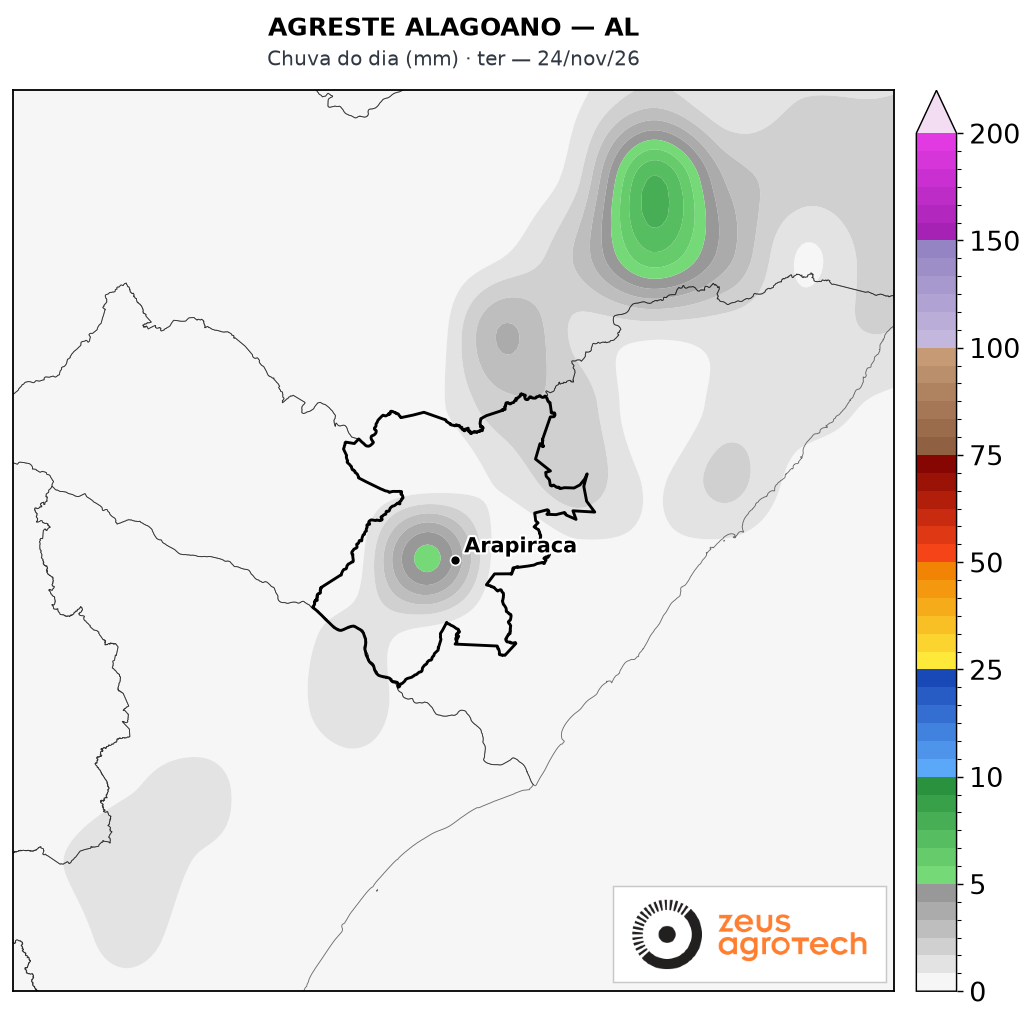 AGRESTE ALAGOANO — AL
Chuva do dia (mm) · ter — 24/nov/26
200
150
100
75
50
25
10
5
0
Arapiraca
zeus
agrotech